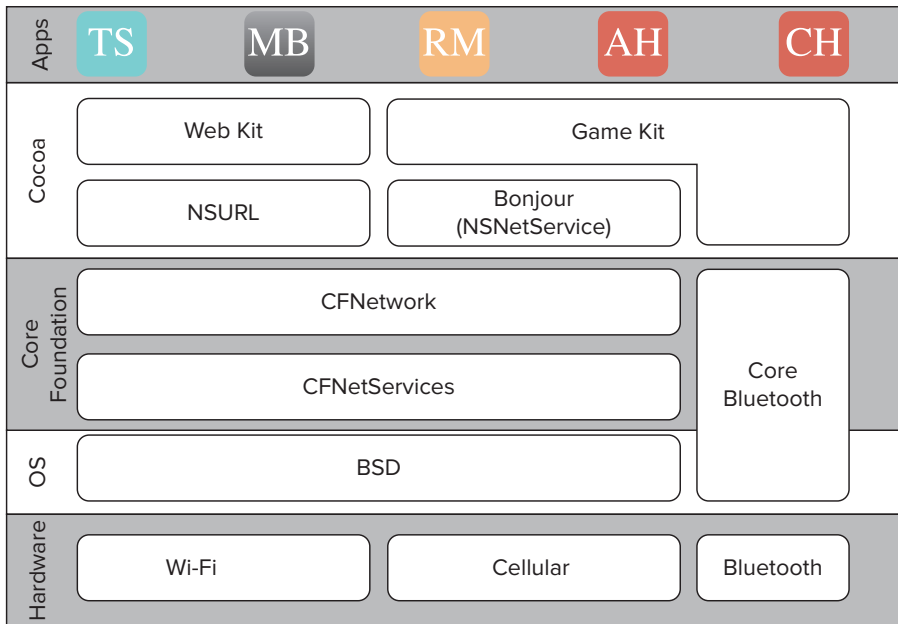 Apps
TS
MB
RM
AH
CH
Cocoa
Web Kit
Game Kit
NSURL
Bonjour
(NSNetService)
Core
Foundation
CFNetwork
CFNetServices
Core
Bluetooth
OS
BSD
Hardware
Wi-Fi
Cellular
Bluetooth